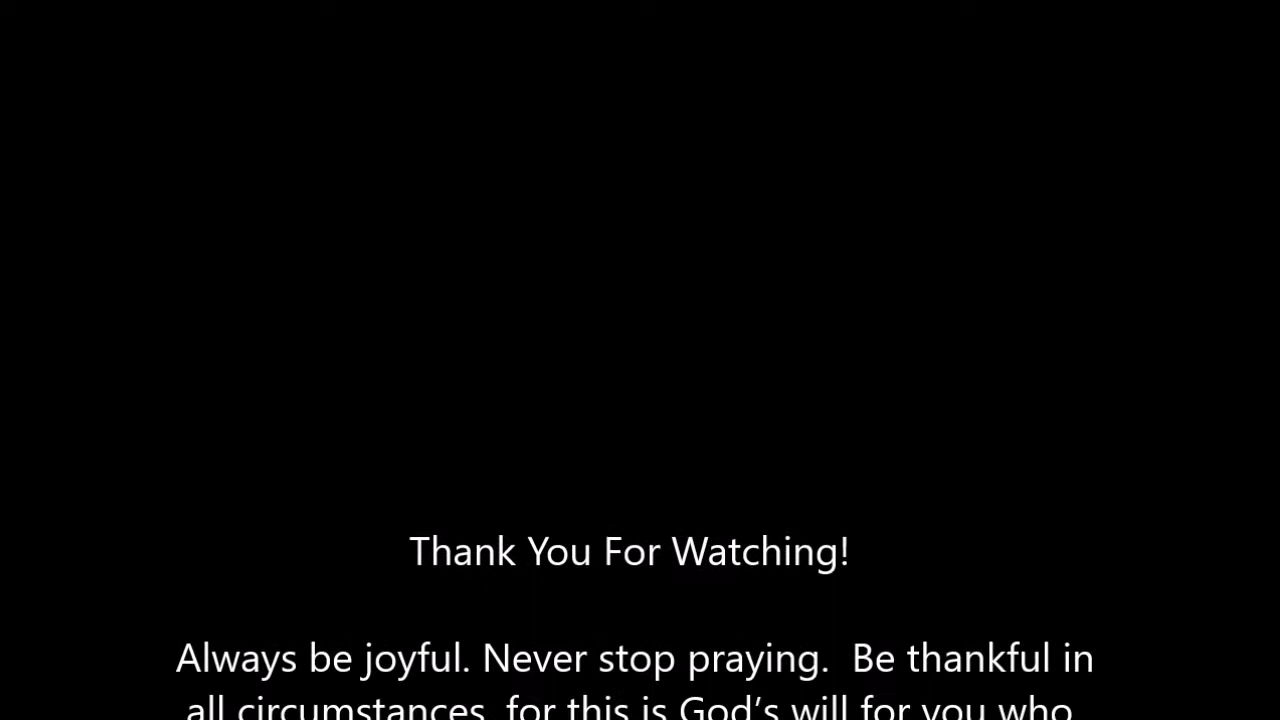 Thank You For Watching!
Always be joyful. Never stop praying.  Be thankful in
all circumstances, for this is God’s will for you who